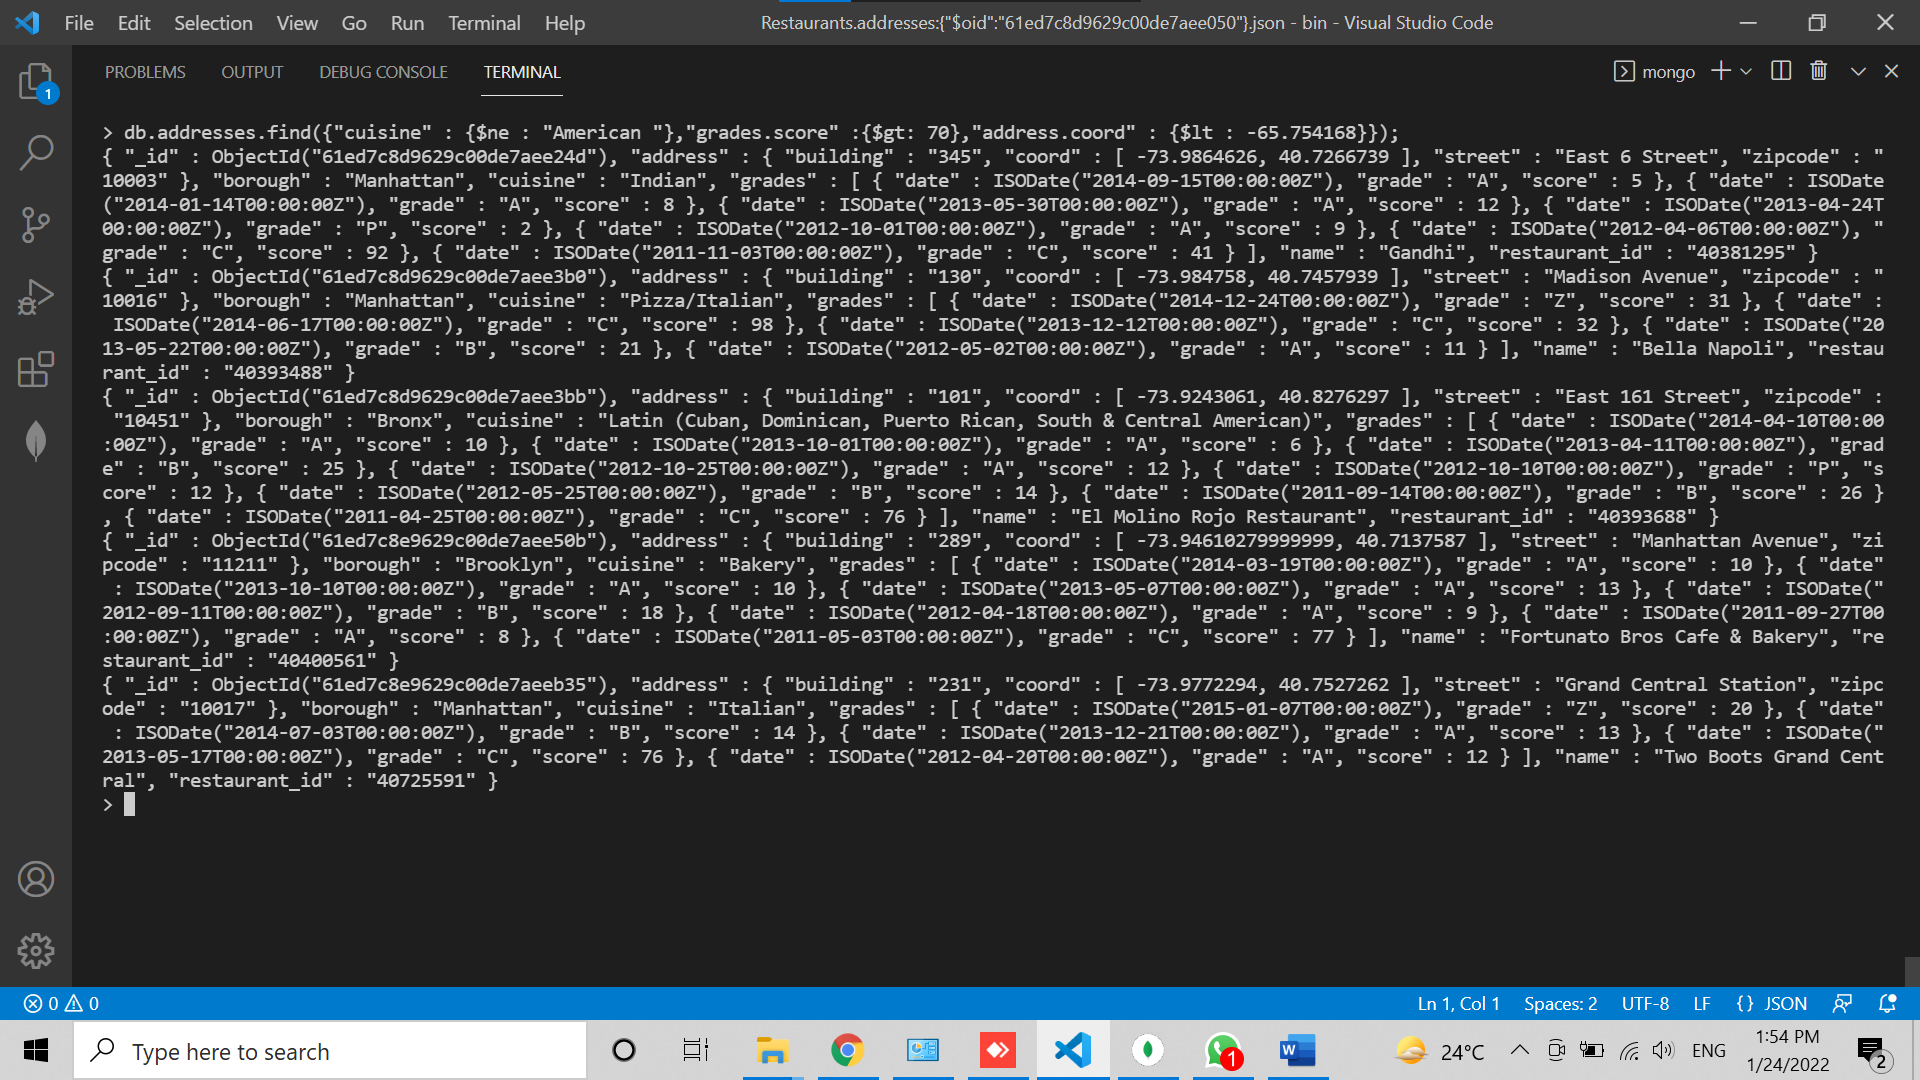 File Edit Selection View Go Run Terminal Help
Restaurants.addresses:{"$oid":"61ed7c8d9629c00de7aee050"}.json - bin - Visual Studio Code
PROBLEMS OUTPUT DEBUG CONSOLE TERMINAL
mongo
1
> db.addresses.find({"cuisine" : {$ne : "American "},"grades.score" :{$gt: 70},"address.coord" : {$lt : -65.754168}});
{ "_id" : ObjectId("61ed7c8d9629c00de7aee24d"), "address" : { "building" : "345", "coord" : [ -73.9864626, 40.7266739 ], "street" : "East 6 Street", "zipcode" : "
10003" }, "borough" : "Manhattan", "cuisine" : "Indian", "grades" : [ { "date" : ISODate("2014-09-15T00:00:00Z"), "grade" : "A", "score" : 5 }, { "date" : ISODate
("2014-01-14T00:00:00Z"), "grade" : "A", "score" : 8 }, { "date" : ISODate("2013-05-30T00:00:00Z"), "grade" : "A", "score" : 12 }, { "date" : ISODate("2013-04-24T
00:00:00Z"), "grade" : "P", "score" : 2 }, { "date" : ISODate("2012-10-01T00:00:00Z"), "grade" : "A", "score" : 9 }, { "date" : ISODate("2012-04-06T00:00:00Z"), "
grade" : "C", "score" : 92 }, { "date" : ISODate("2011-11-03T00:00:00Z"), "grade" : "C", "score" : 41 } ], "name" : "Gandhi", "restaurant_id" : "40381295" }
{ "_id" : ObjectId("61ed7c8d9629c00de7aee3b0"), "address" : { "building" : "130", "coord" : [ -73.984758, 40.7457939 ], "street" : "Madison Avenue", "zipcode" : "
10016" }, "borough" : "Manhattan", "cuisine" : "Pizza/Italian", "grades" : [ { "date" : ISODate("2014-12-24T00:00:00Z"), "grade" : "Z", "score" : 31 }, { "date" :
ISODate("2014-06-17T00:00:00Z"), "grade" : "C", "score" : 98 }, { "date" : ISODate("2013-12-12T00:00:00Z"), "grade" : "C", "score" : 32 }, { "date" : ISODate("20
13-05-22T00:00:00Z"), "grade" : "B", "score" : 21 }, { "date" : ISODate("2012-05-02T00:00:00Z"), "grade" : "A", "score" : 11 } ], "name" : "Bella Napoli", "restau
rant_id" : "40393488" }
{ "_id" : ObjectId("61ed7c8d9629c00de7aee3bb"), "address" : { "building" : "101", "coord" : [ -73.9243061, 40.8276297 ], "street" : "East 161 Street", "zipcode" :
"10451" }, "borough" : "Bronx", "cuisine" : "Latin (Cuban, Dominican, Puerto Rican, South & Central American)", "grades" : [ { "date" : ISODate("2014-04-10T00:00
:00Z"), "grade" : "A", "score" : 10 }, { "date" : ISODate("2013-10-01T00:00:00Z"), "grade" : "A", "score" : 6 }, { "date" : ISODate("2013-04-11T00:00:00Z"), "grad
e" : "B", "score" : 25 }, { "date" : ISODate("2012-10-25T00:00:00Z"), "grade" : "A", "score" : 12 }, { "date" : ISODate("2012-10-10T00:00:00Z"), "grade" : "P", "s
core" : 12 }, { "date" : ISODate("2012-05-25T00:00:00Z"), "grade" : "B", "score" : 14 }, { "date" : ISODate("2011-09-14T00:00:00Z"), "grade" : "B", "score" : 26 }
, { "date" : ISODate("2011-04-25T00:00:00Z"), "grade" : "C", "score" : 76 } ], "name" : "El Molino Rojo Restaurant", "restaurant_id" : "40393688" }
{ "_id" : ObjectId("61ed7c8e9629c00de7aee50b"), "address" : { "building" : "289", "coord" : [ -73.94610279999999, 40.7137587 ], "street" : "Manhattan Avenue", "zi
pcode" : "11211" }, "borough" : "Brooklyn", "cuisine" : "Bakery", "grades" : [ { "date" : ISODate("2014-03-19T00:00:00Z"), "grade" : "A", "score" : 10 }, { "date"
: ISODate("2013-10-10T00:00:00Z"), "grade" : "A", "score" : 10 }, { "date" : ISODate("2013-05-07T00:00:00Z"), "grade" : "A", "score" : 13 }, { "date" : ISODate("
2012-09-11T00:00:00Z"), "grade" : "B", "score" : 18 }, { "date" : ISODate("2012-04-18T00:00:00Z"), "grade" : "A", "score" : 9 }, { "date" : ISODate("2011-09-27T00
:00:00Z"), "grade" : "A", "score" : 8 }, { "date" : ISODate("2011-05-03T00:00:00Z"), "grade" : "C", "score" : 77 } ], "name" : "Fortunato Bros Cafe & Bakery", "re
staurant_id" : "40400561" }
{ "_id" : ObjectId("61ed7c8e9629c00de7aeeb35"), "address" : { "building" : "231", "coord" : [ -73.9772294, 40.7527262 ], "street" : "Grand Central Station", "zipc
ode" : "10017" }, "borough" : "Manhattan", "cuisine" : "Italian", "grades" : [ { "date" : ISODate("2015-01-07T00:00:00Z"), "grade" : "Z", "score" : 20 }, { "date"
: ISODate("2014-07-03T00:00:00Z"), "grade" : "B", "score" : 14 }, { "date" : ISODate("2013-12-21T00:00:00Z"), "grade" : "A", "score" : 13 }, { "date" : ISODate("
2013-05-17T00:00:00Z"), "grade" : "C", "score" : 76 }, { "date" : ISODate("2012-04-20T00:00:00Z"), "grade" : "A", "score" : 12 } ], "name" : "Two Boots Grand Cent
ral", "restaurant_id" : "40725591" }
>
0 0
Ln 1, Col 1 Spaces: 2 UTF-8 LF {} JSON
Type here to search
W
1
24°C
ENG
1:54 PM
1/24/2022
2